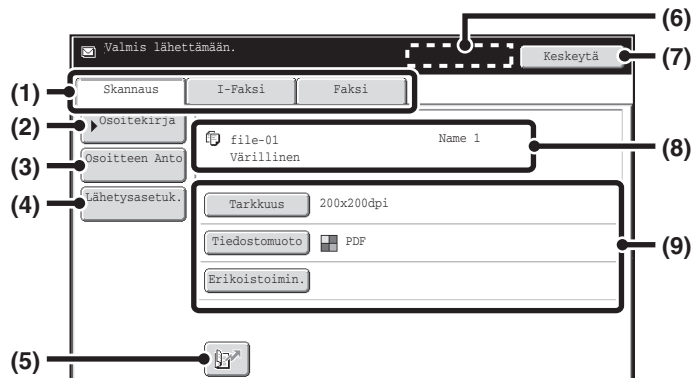 (6)
Valmis lähettämään.
Keskeytä
(7)
(1)
Skannaus
I-Faksi
Faksi
(2)
Osoitekirja
file-01
Name 1
Värillinen
(8)
(3)
Osoitteen Anto
(4)
Lähetysasetuk.
Tarkkuus
200x200dpi
Tiedostomuoto
PDF
(9)
Erikoistoimin.
(5)